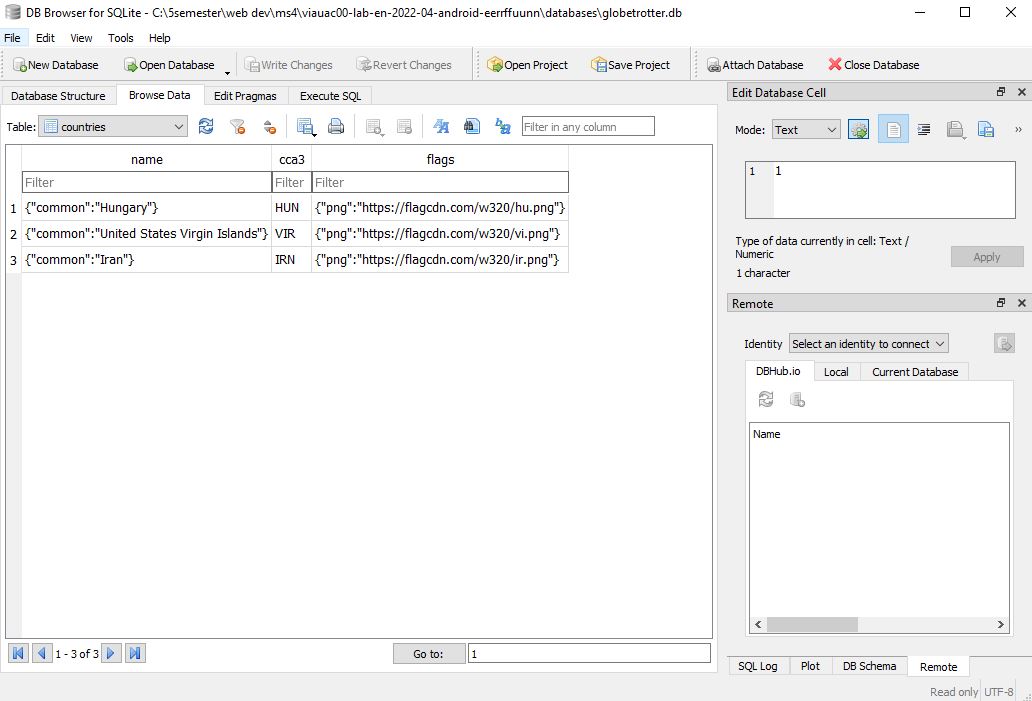 DB Browser for SQLite - C:\5semester\web dev\ms4\viauac00-lab-en-2022-04-android-eerrffuunn\databases\globetrotter.db
File Edit View Tools Help
New Database Open Database Write Changes Revert Changes Open Project Save Project Attach Database Close Database
Database Structure Browse Data Edit Pragmas Execute SQL
Table: countries Filter in any column
name cca3 flags
Filter Filter Filter
1 {"common":"Hungary"} HUN {"png":"https://flagcdn.com/w320/hu.png"}
2 {"common":"United States Virgin Islands"} VIR {"png":"https://flagcdn.com/w320/vi.png"}
3 {"common":"Iran"} IRN {"png":"https://flagcdn.com/w320/ir.png"}
1 - 3 of 3 Go to: 1
Edit Database Cell
Mode: Text
1 1
Type of data currently in cell: Text /
Numeric
1 character
Apply
Remote
Identity Select an identity to connect
DBHub.io Local Current Database
Name
SQL Log Plot DB Schema Remote
Read only UTF-8